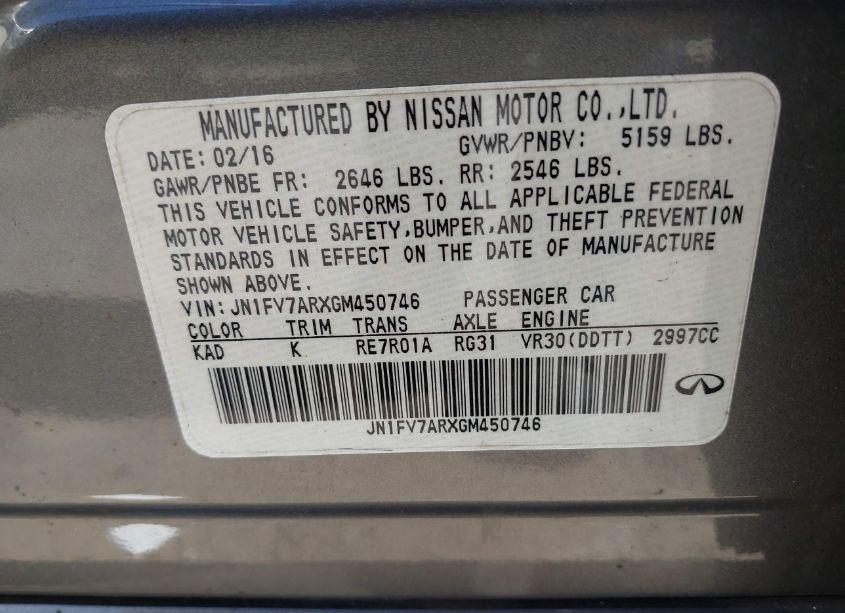 MANUFACTURED BY NISSAN MOTOR CO.,LTD.
DATE: 02/16 GVWR/PNBV: 5159 LBS.
GAWR/PNBE FR: 2646 LBS. RR: 2546 LBS.
THIS VEHICLE CONFORMS TO ALL APPLICABLE FEDERAL
MOTOR VEHICLE SAFETY,BUMPER,AND THEFT PREVENTION
STANDARDS IN EFFECT ON THE DATE OF MANUFACTURE
SHOWN ABOVE.
VIN:JN1FV7ARXGM450746 PASSENGER CAR
COLOR TRIM TRANS AXLE ENGINE
KAD K RE7R01A RG31 VR30(DDTT) 2997CC
JN1FV7ARXGM450746